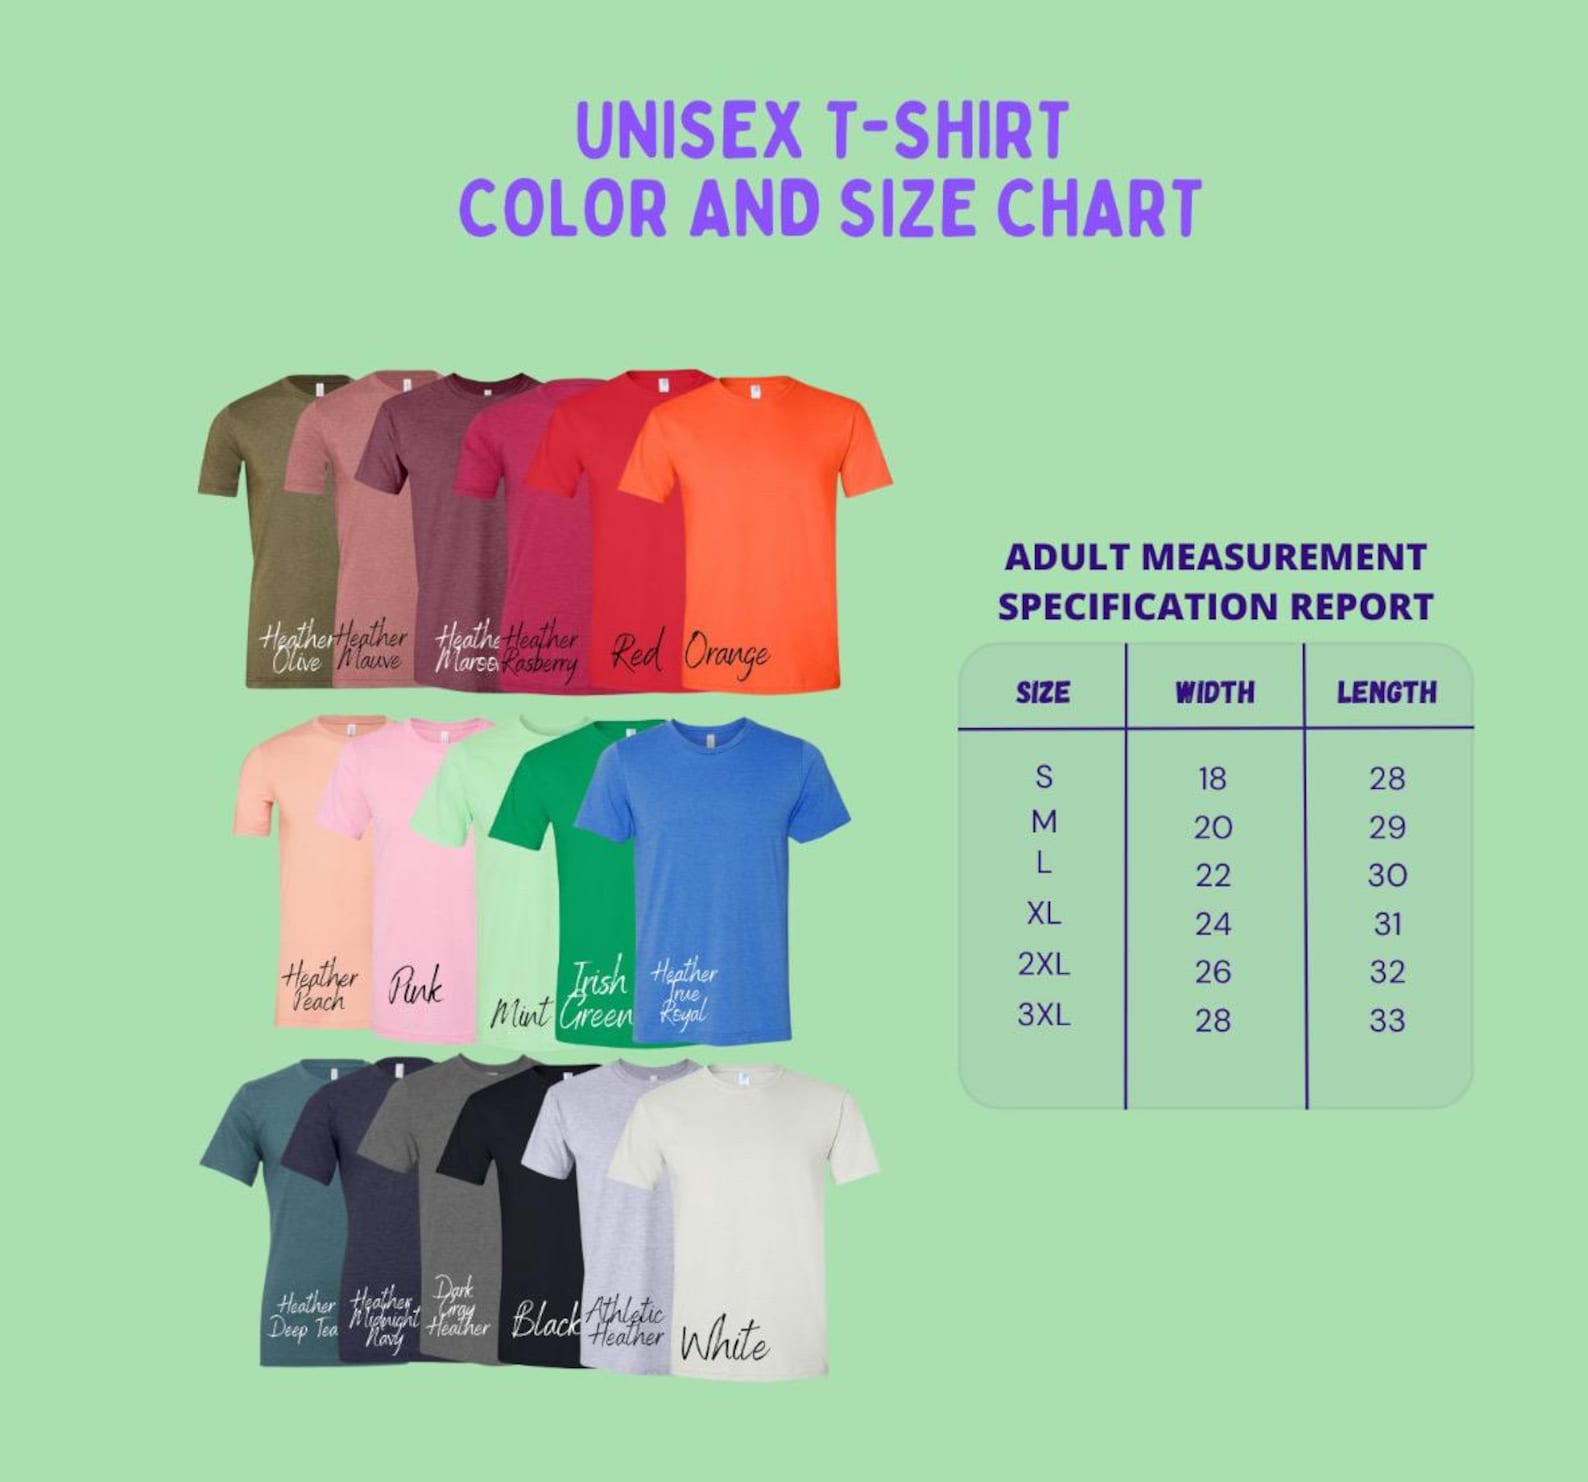 UNISEX T-SHIRT
COLOR AND SIZE CHART
Heather
Olive
Heather
Mauve
Heathe
Maroo
Heather
Rasberry
Red
Orange
Heather
Peach
Pink
Mint
Irish
Green
Heather
True
Royal
Heather
Deep Tea
Heather
Midnight
Navy
Dark
Gray
Heather
Black
Athletic
Heather
White
ADULT MEASUREMENT
SPECIFICATION REPORT
SIZE WIDTH LENGTH
S 18 28
M 20 29
L 22 30
XL 24 31
2XL 26 32
3XL 28 33